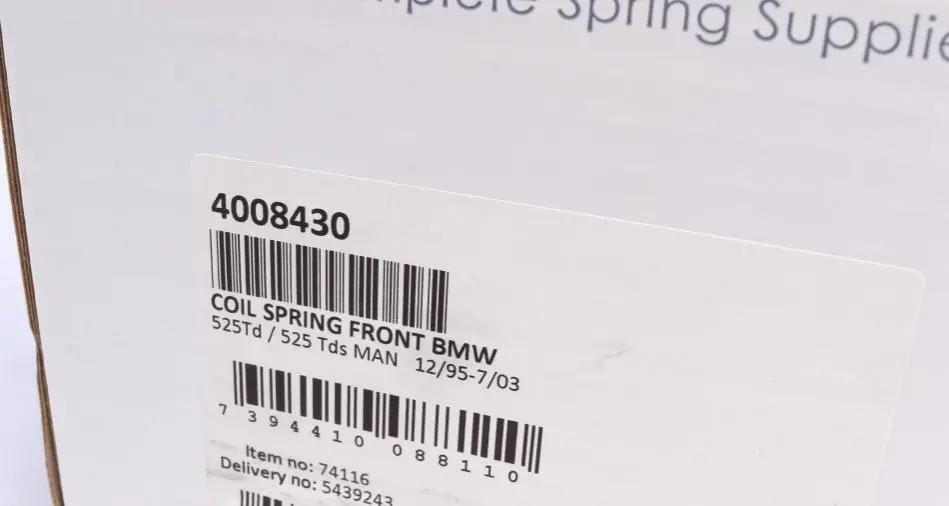 Spring
4008430
COIL SPRING FRONT BMW
525Td / 525 Tds MAN 12/95-7/03
7 394410 088110
Item no: 74116
Delivery no: 5439243